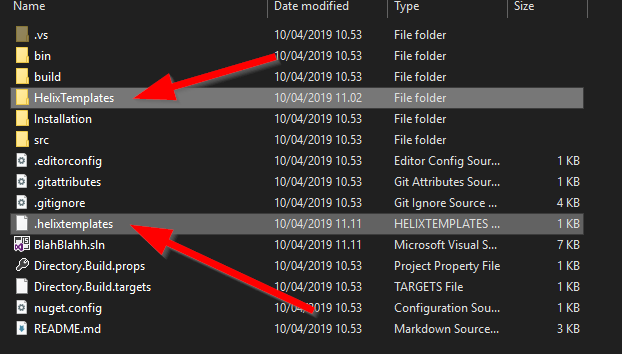 Name Date modified Type Size
.vs 10/04/2019 10.53 File folder
bin 10/04/2019 10.53 File folder
build 10/04/2019 10.53 File folder
HelixTemplates 10/04/2019 11.02 File folder
Installation 10/04/2019 10.53 File folder
src 10/04/2019 10.53 File folder
.editorconfig 10/04/2019 10.53 Editor Config Sour... 1 KB
.gitattributes 10/04/2019 10.53 Git Attributes Sour... 1 KB
.gitignore 10/04/2019 10.53 Git Ignore Source ... 4 KB
.helixtemplates 10/04/2019 11.11 HELIXTEMPLATES ... 1 KB
BlahBlahh.sln 10/04/2019 11.11 Microsoft Visual S... 7 KB
Directory.Build.props 10/04/2019 10.53 Project Property File 1 KB
Directory.Build.targets 10/04/2019 10.53 TARGETS File 1 KB
nuget.config 10/04/2019 10.53 Configuration Sou... 1 KB
README.md 10/04/2019 10.53 Markdown Source... 3 KB